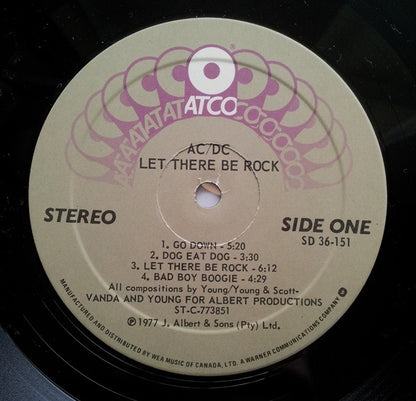 ATCO
AC/DC
LET THERE BE ROCK
STEREO
SIDE ONE
SD 36-151
1. GO DOWN - 5:20
2. DOG EAT DOG - 3:30
3. LET THERE BE ROCK - 6:12
4. BAD BOY BOOGIE - 4:29
All compositions by Young/Young & Scott-
VANDA AND YOUNG FOR ALBERT PRODUCTIONS
ST-C-773851
℗1977 J. Albert & Sons (Pty) Ltd.
MANUFACTURED AND DISTRIBUTED BY WEA MUSIC OF CANADA, LTD. A WARNER COMMUNICATIONS COMPANY